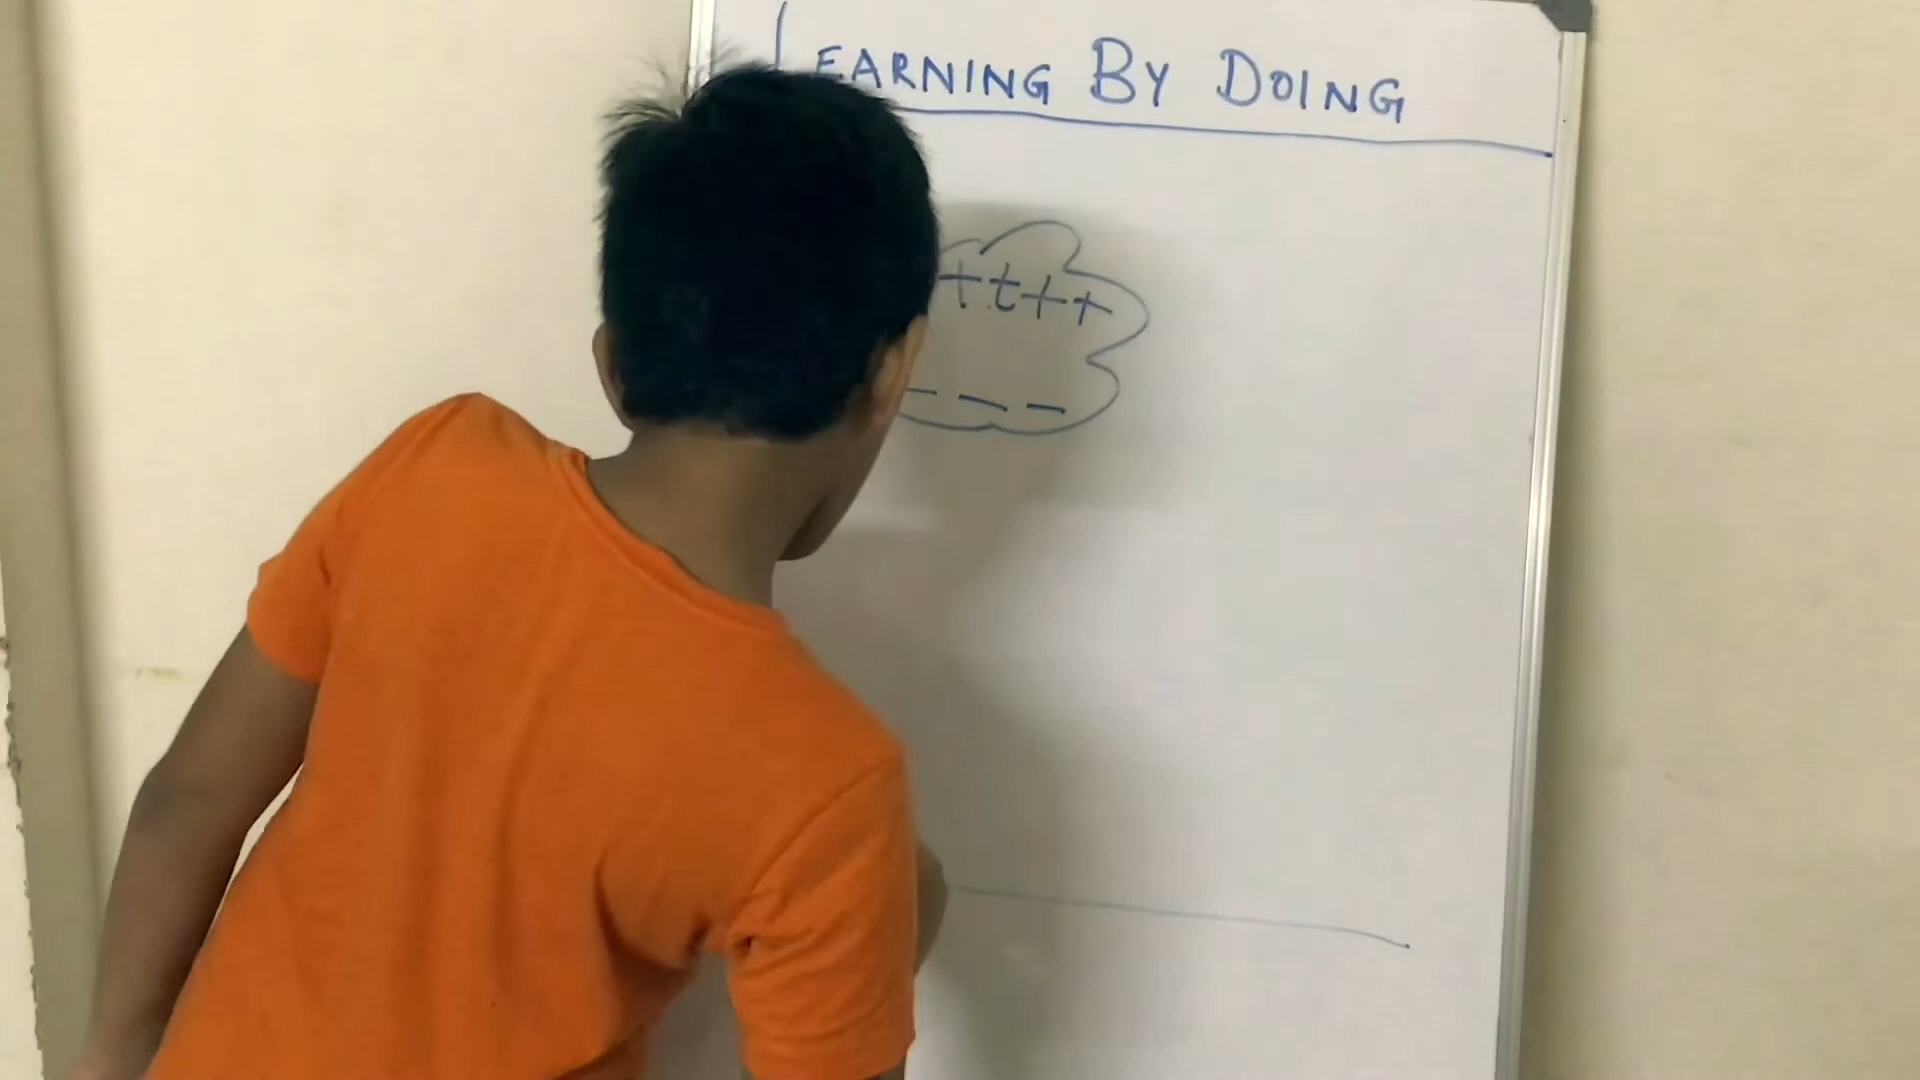 LEARNING BY DOING
+ t + +
− − −